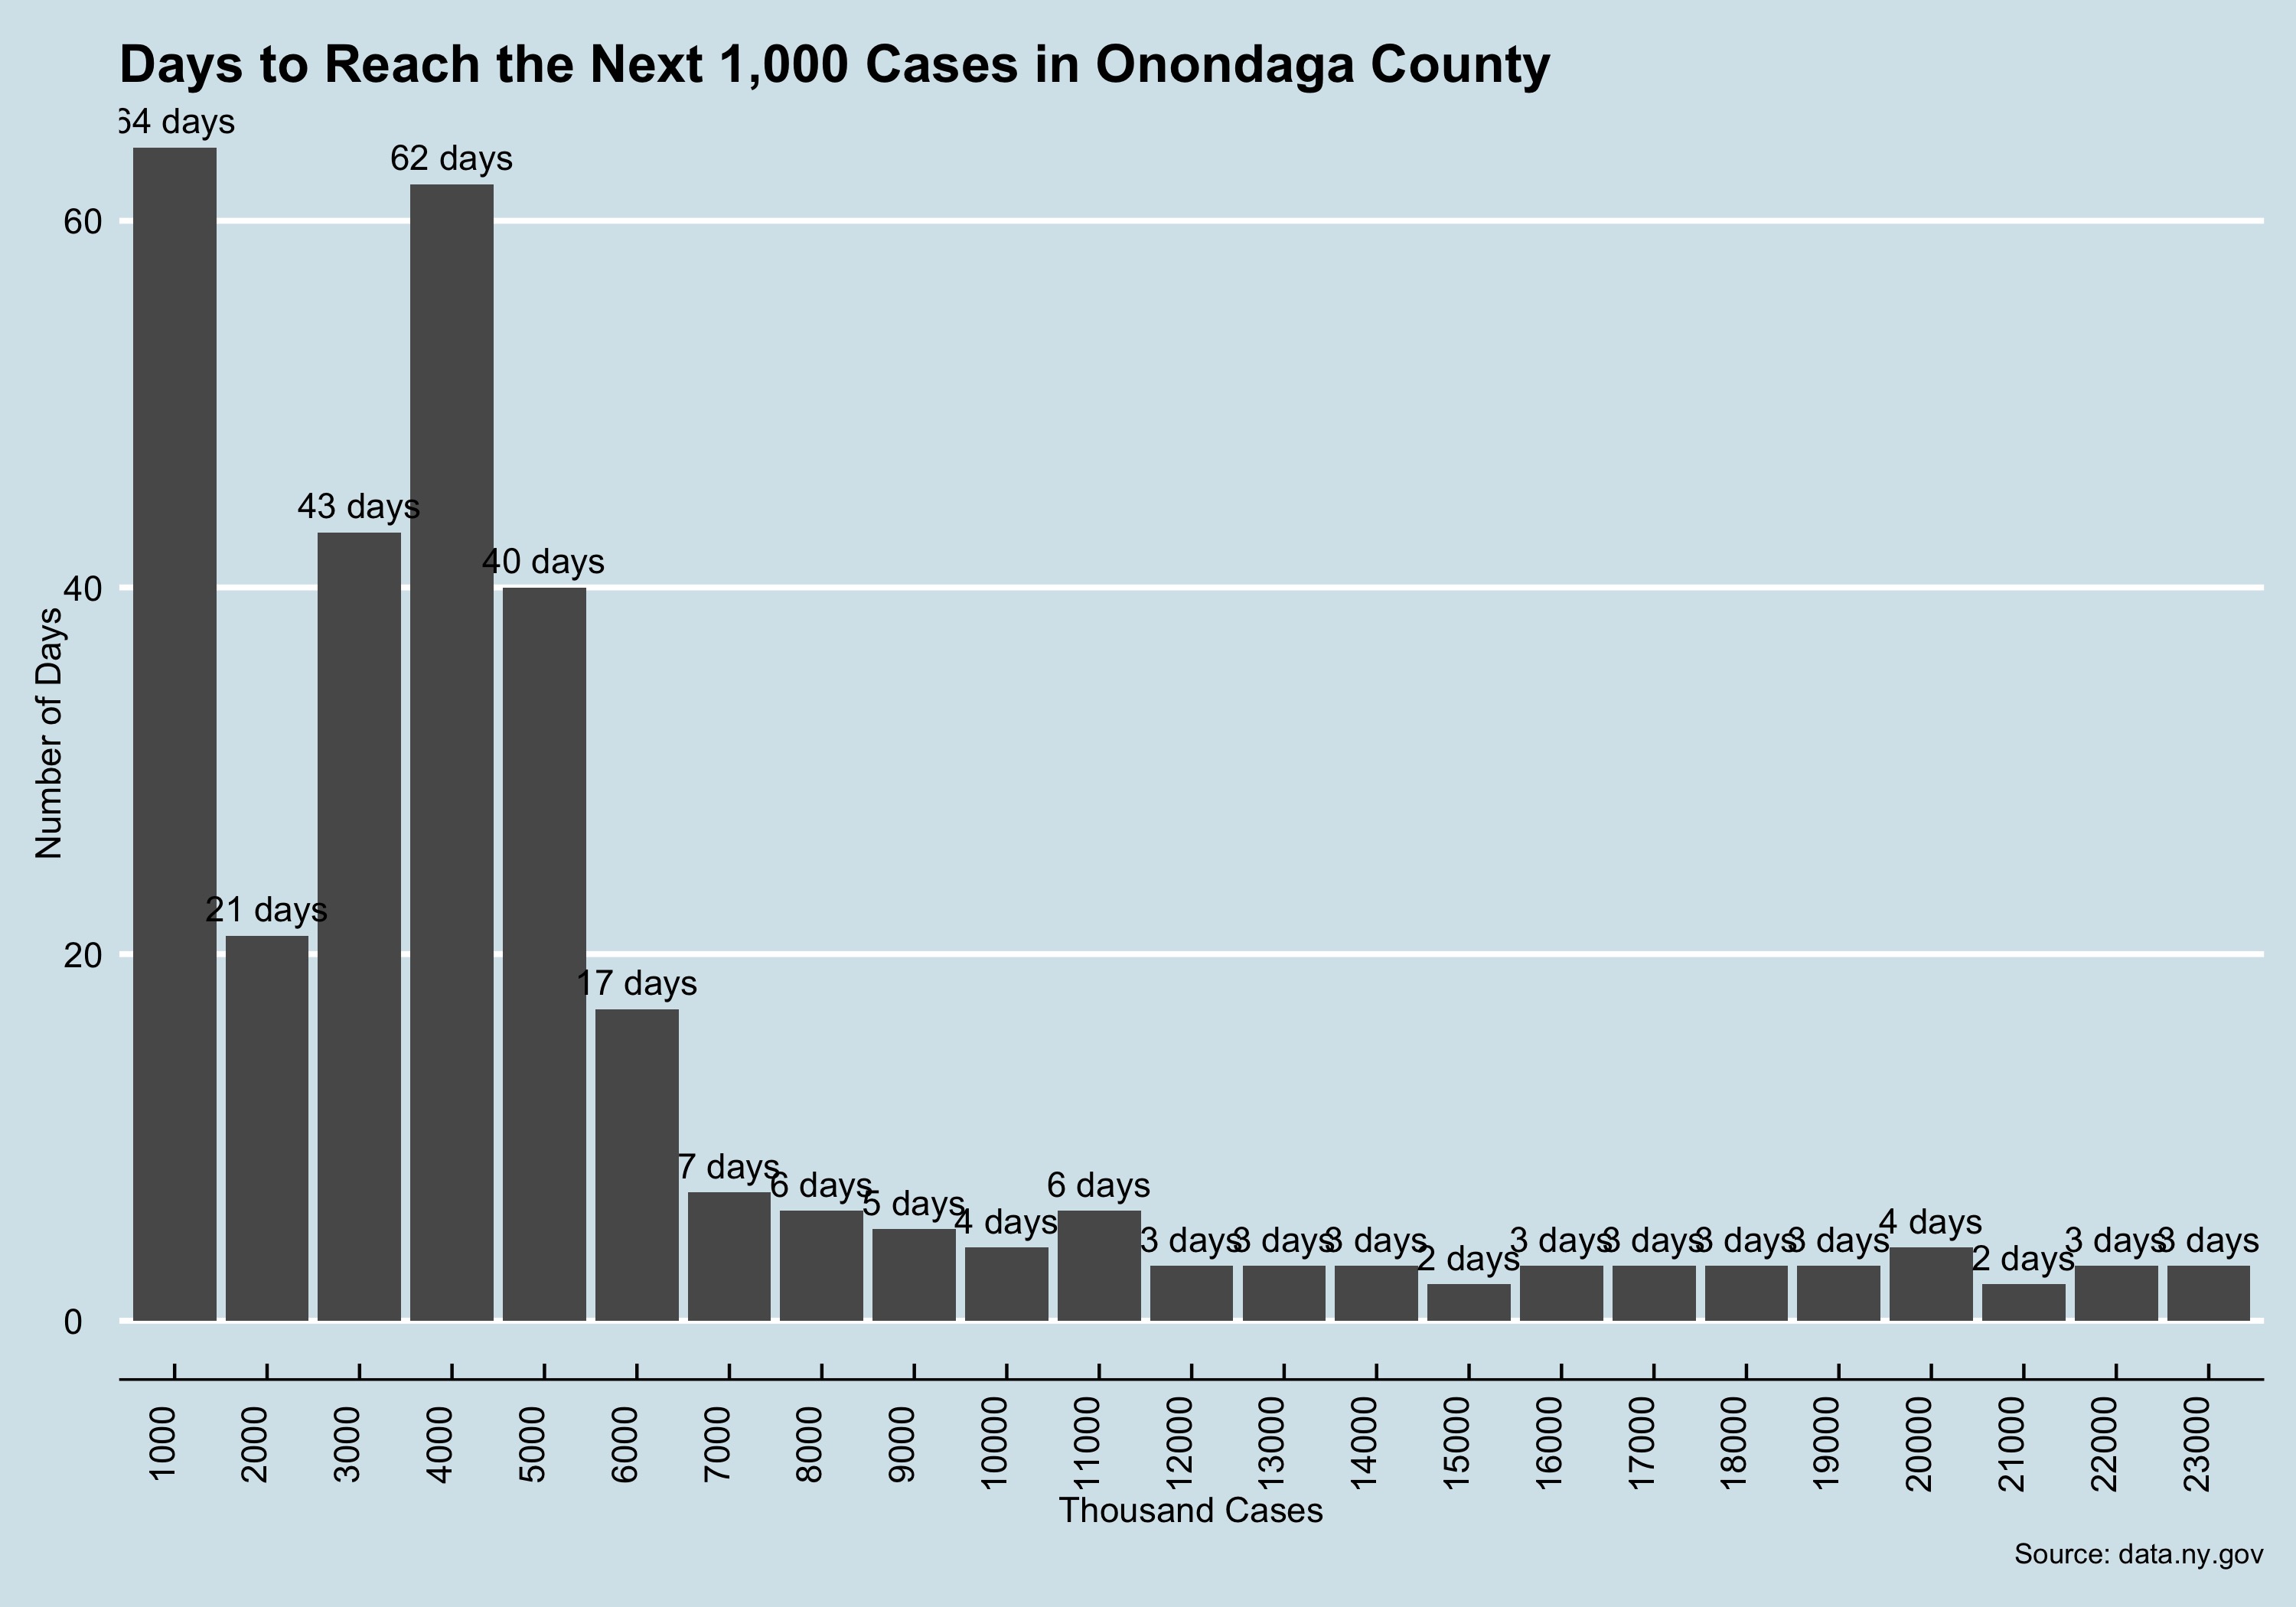 Days to Reach the Next 1,000 Cases in Onondaga County
64 days
62 days
43 days
40 days
21 days
17 days
7 days
6 days
5 days
4 days
6 days
3 days
3 days
3 days
2 days
3 days
3 days
3 days
3 days
4 days
2 days
3 days
3 days
60
40
20
0
Number of Days
1000
2000
3000
4000
5000
6000
7000
8000
9000
10000
11000
12000
13000
14000
15000
16000
17000
18000
19000
20000
21000
22000
23000
Thousand Cases
Source: data.ny.gov